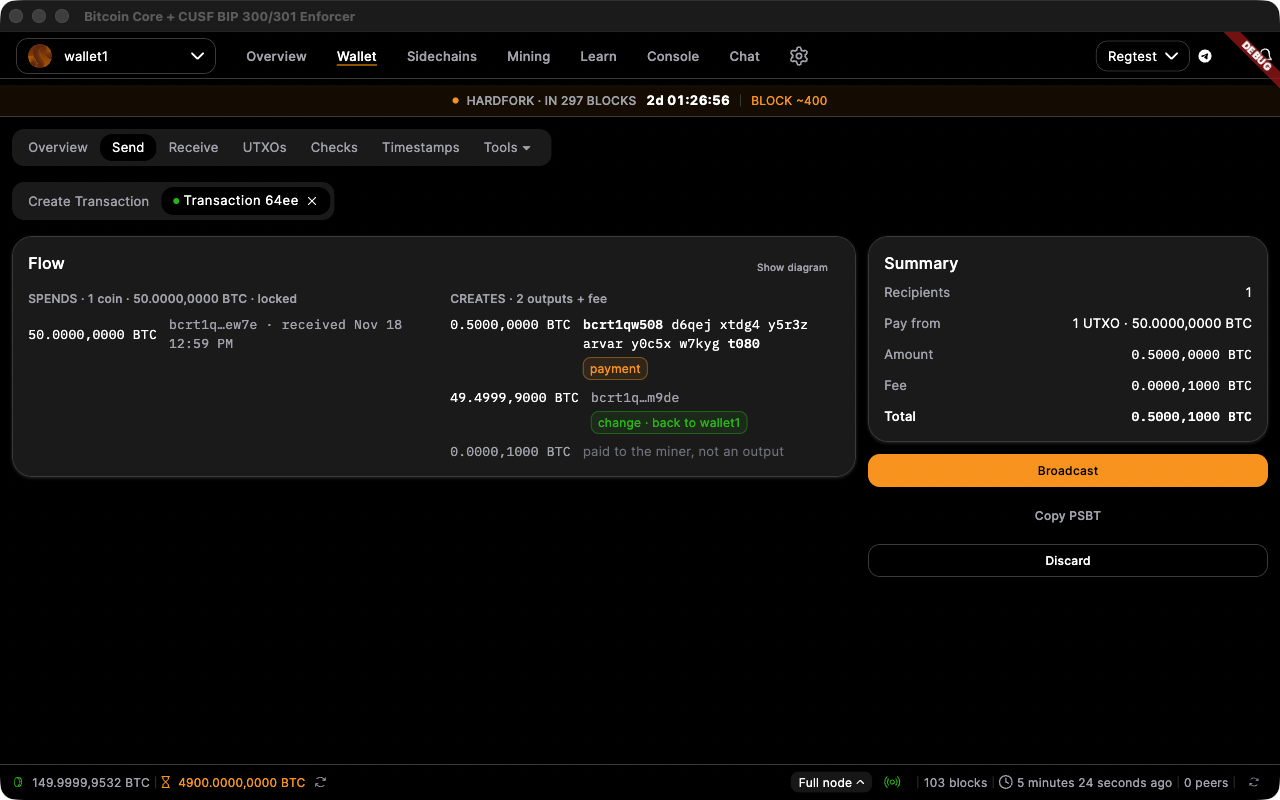 Bitcoin Core + CUSF BIP 300/301 Enforcer
wallet1
Overview
Wallet
Sidechains
Mining
Learn
Console
Chat
Regtest
DEBUG
HARDFORK · IN 297 BLOCKS 2d 01:26:56 BLOCK ~400
Overview
Send
Receive
UTXOs
Checks
Timestamps
Tools
Create Transaction
Transaction 64ee
Flow
Show diagram
SPENDS · 1 coin · 50.0000,0000 BTC · locked
50.0000,0000 BTC
bcrt1q…ew7e · received Nov 18
12:59 PM
CREATES · 2 outputs + fee
0.5000,0000 BTC
bcrt1qw508 d6qej xtdg4 y5r3z
arvar y0c5x w7kyg t080
payment
49.4999,9000 BTC
bcrt1q…m9de
change · back to wallet1
0.0000,1000 BTC
paid to the miner, not an output
Summary
Recipients 1
Pay from 1 UTXO · 50.0000,0000 BTC
Amount 0.5000,0000 BTC
Fee 0.0000,1000 BTC
Total 0.5000,1000 BTC
Broadcast
Copy PSBT
Discard
149.9999,9532 BTC
4900.0000,0000 BTC
Full node
103 blocks
5 minutes 24 seconds ago
0 peers